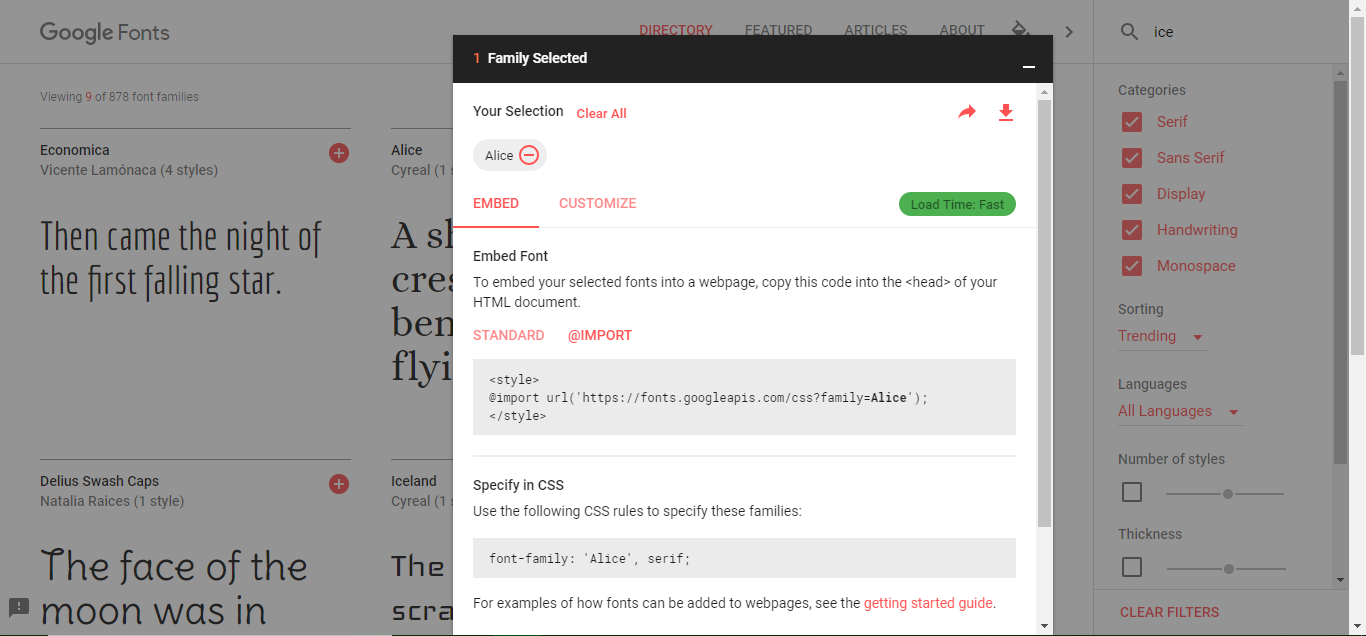 Google Fonts
DIRECTORY FEATURED ARTICLES ABOUT
ice
Viewing 9 of 878 font families
Economica
Vicente Lamónaca (4 styles)
Then came the night of
the first falling star.
Alice
Cyreal (1 s
A sh
cres
ben
flyi
Delius Swash Caps
Natalia Raices (1 style)
The face of the
moon was in
Iceland
Cyreal (1
The
scra
1 Family Selected
Your Selection Clear All
Alice
EMBED CUSTOMIZE Load Time: Fast
Embed Font
To embed your selected fonts into a webpage, copy this code into the <head> of your
HTML document.
STANDARD @IMPORT
<style>
@import url('https://fonts.googleapis.com/css?family=Alice');
</style>
Specify in CSS
Use the following CSS rules to specify these families:
font-family: 'Alice', serif;
For examples of how fonts can be added to webpages, see the getting started guide.
Categories
Serif
Sans Serif
Display
Handwriting
Monospace
Sorting
Trending
Languages
All Languages
Number of styles
Thickness
CLEAR FILTERS